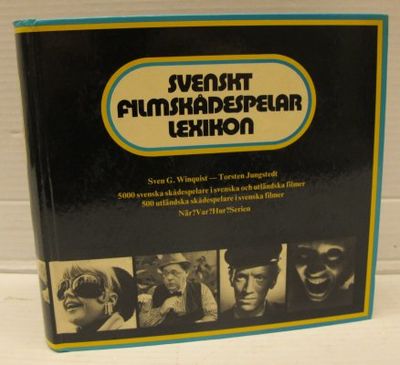 SVENSKT
FILMSKÅDESPELAR
LEXIKON
Sven G. Winquist — Torsten Jungstedt
5000 svenska skådespelare i svenska och utländska filmer
500 utländska skådespelare i svenska filmer
När?Var?Hur?Serien